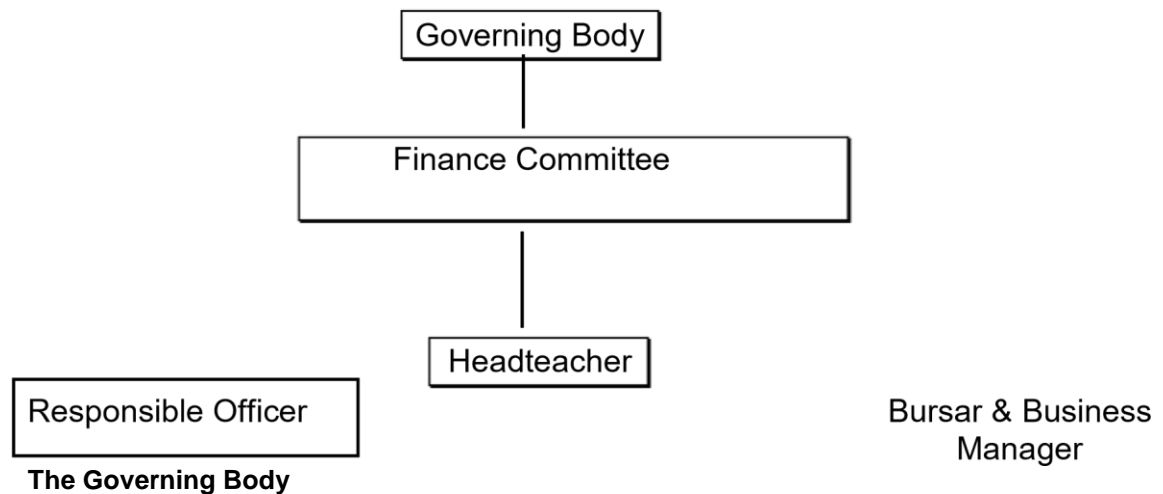 Governing Body
Finance Committee
Headteacher
Responsible Officer
Bursar & Business
Manager
The Governing Body